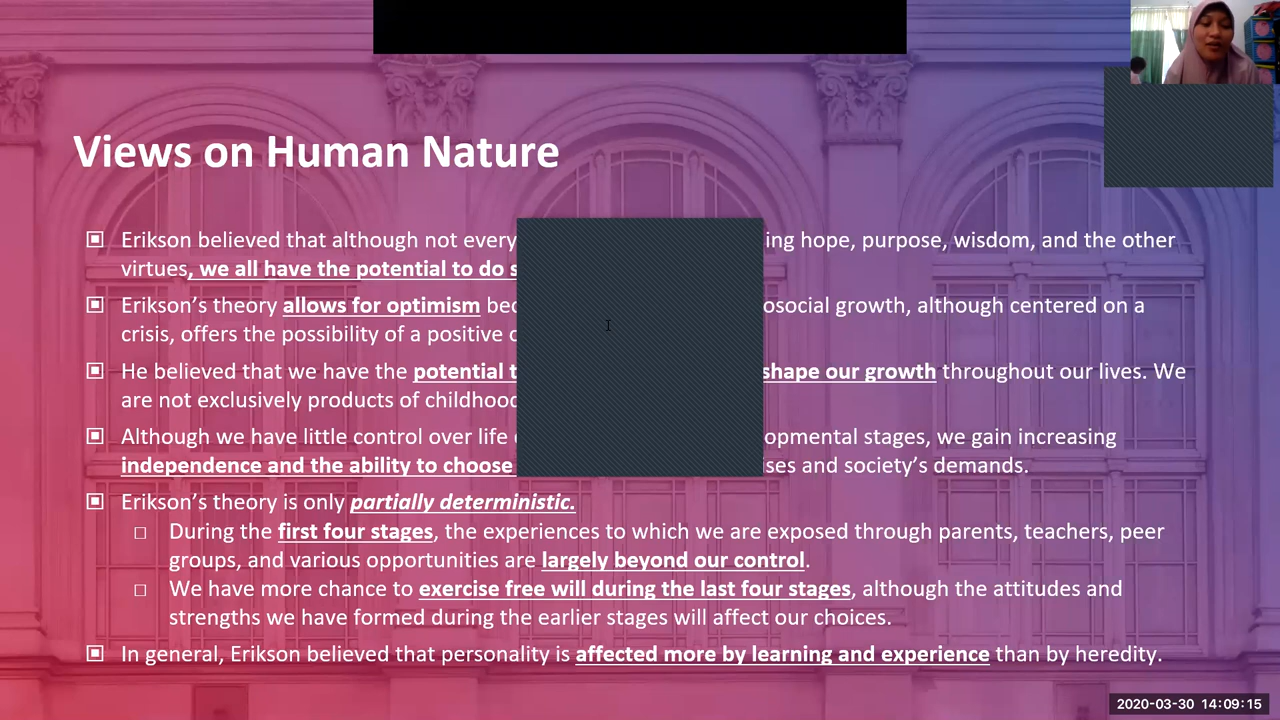 Views on Human Nature
Erikson believed that although not every ing hope, purpose, wisdom, and the other
virtues, we all have the potential to do s
Erikson's theory allows for optimism bec osocial growth, although centered on a
crisis, offers the possibility of a positive o
He believed that we have the potential t shape our growth throughout our lives. We
are not exclusively products of childhood
Although we have little control over life opmental stages, we gain increasing
independence and the ability to choose ses and society's demands.
Erikson's theory is only partially deterministic.
During the first four stages, the experiences to which we are exposed through parents, teachers, peer
groups, and various opportunities are largely beyond our control.
We have more chance to exercise free will during the last four stages, although the attitudes and
strengths we have formed during the earlier stages will affect our choices.
In general, Erikson believed that personality is affected more by learning and experience than by heredity.
2020-03-30 14:09:15